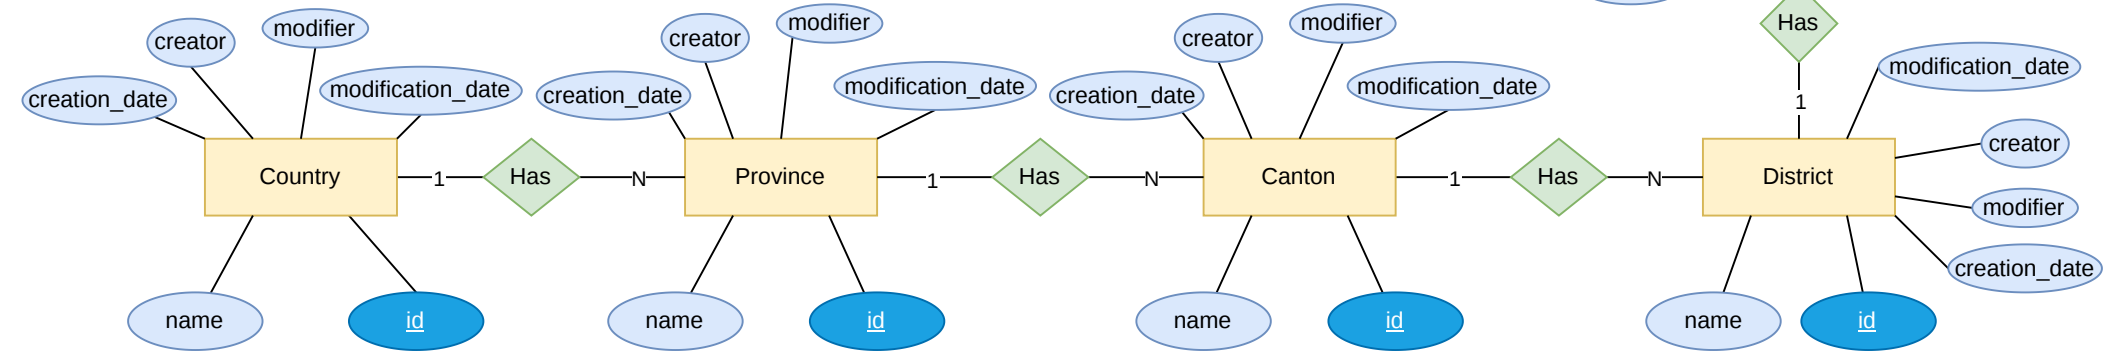 modifier
creator
modification_date
creation_date
Country
name
id
1
Has
N
modifier
creator
modification_date
creation_date
Province
name
id
1
Has
N
modifier
creator
modification_date
creation_date
Canton
name
id
1
Has
N
Has
1
modification_date
creator
District
modifier
creation_date
name
id